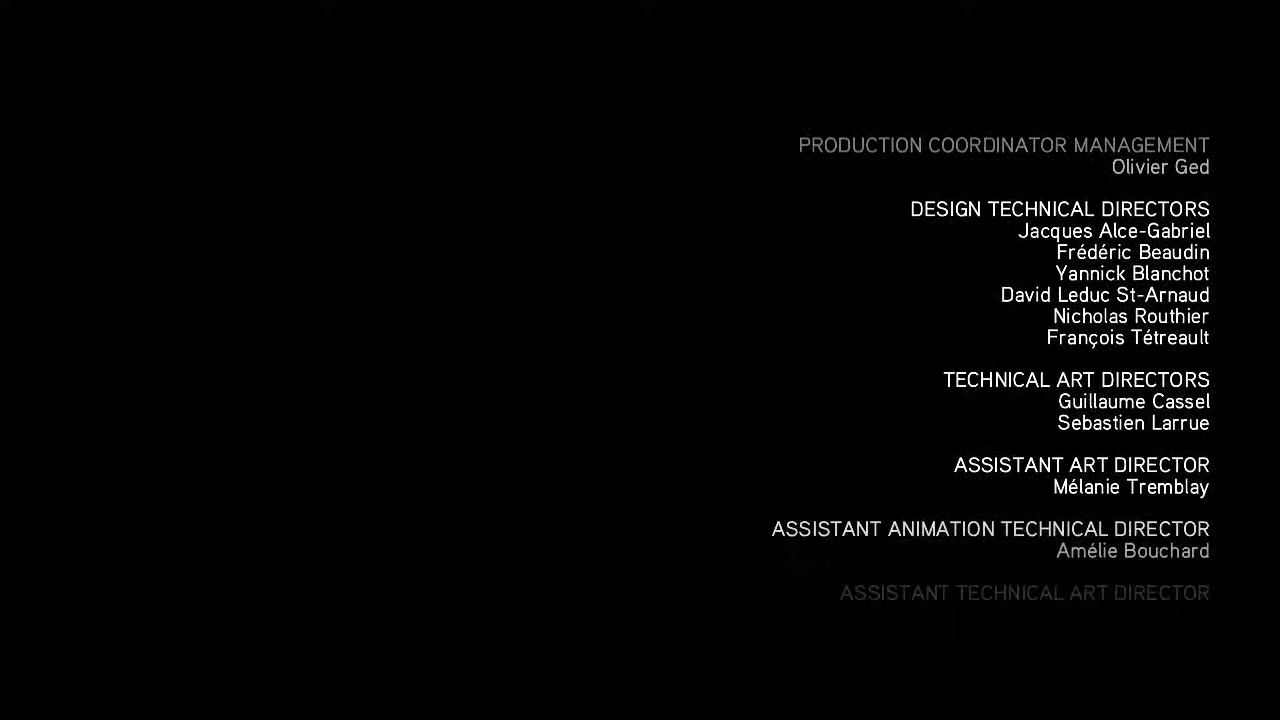 PRODUCTION COORDINATOR MANAGEMENT
Olivier Ged
DESIGN TECHNICAL DIRECTORS
Jacques Alce-Gabriel
Frédéric Beaudin
Yannick Blanchot
David Leduc St-Arnaud
Nicholas Routhier
François Tétreault
TECHNICAL ART DIRECTORS
Guillaume Cassel
Sebastien Larrue
ASSISTANT ART DIRECTOR
Mélanie Tremblay
ASSISTANT ANIMATION TECHNICAL DIRECTOR
Amélie Bouchard
ASSISTANT TECHNICAL ART DIRECTOR